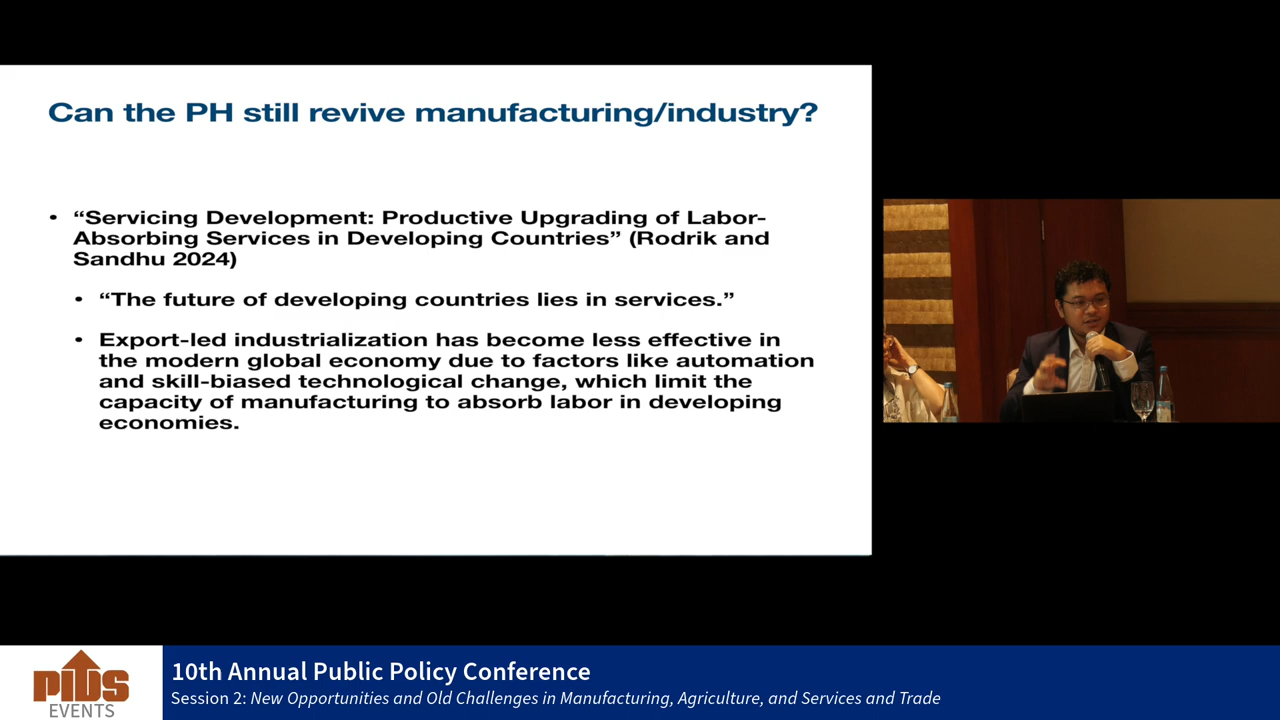 Can the PH still revive manufacturing/industry?
• “Servicing Development: Productive Upgrading of Labor-
Absorbing Services in Developing Countries” (Rodrik and
Sandhu 2024)
• “The future of developing countries lies in services.”
• Export-led industrialization has become less effective in
the modern global economy due to factors like automation
and skill-biased technological change, which limit the
capacity of manufacturing to absorb labor in developing
economies.
PIDS
EVENTS
10th Annual Public Policy Conference
Session 2: New Opportunities and Old Challenges in Manufacturing, Agriculture, and Services and Trade